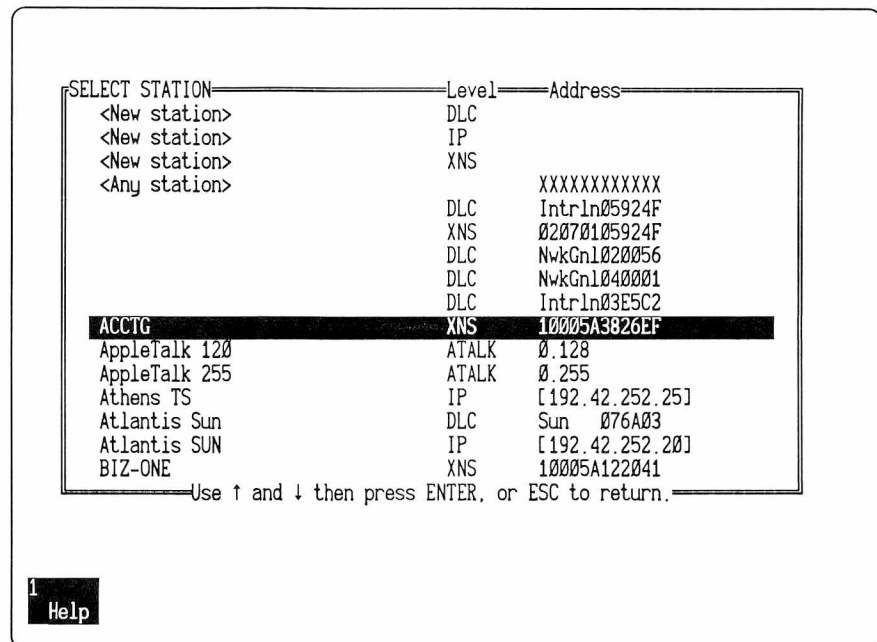 SELECT STATION Level Address
<New station> DLC
<New station> IP
<New station> XNS
<Any station> XXXXXXXXXXXX
DLC Intrln05924F
XNS 02070105924F
DLC NwkGnl020056
DLC NwkGnl040001
DLC Intrln03E5C2
ACCTG XNS 10005A3826EF
AppleTalk 120 ATALK 0.128
AppleTalk 255 ATALK 0.255
Athens TS IP [192.42.252.25]
Atlantis Sun DLC Sun 076A03
Atlantis SUN IP [192.42.252.20]
BIZ-ONE XNS 10005A122041
Use ↑ and ↓ then press ENTER, or ESC to return.
1
Help